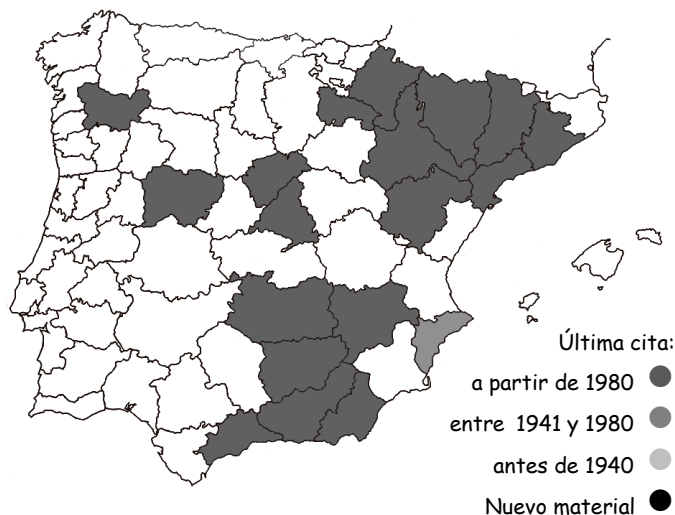 Última cita:
a partir de 1980
entre 1941 y 1980
antes de 1940
Nuevo material